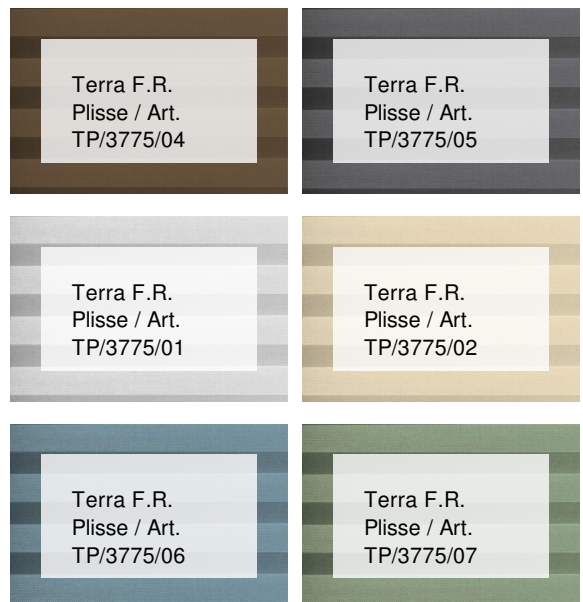 Terra F.R.
Plisse / Art.
TP/3775/04
Terra F.R.
Plisse / Art.
TP/3775/05
Terra F.R.
Plisse / Art.
TP/3775/01
Terra F.R.
Plisse / Art.
TP/3775/02
Terra F.R.
Plisse / Art.
TP/3775/06
Terra F.R.
Plisse / Art.
TP/3775/07